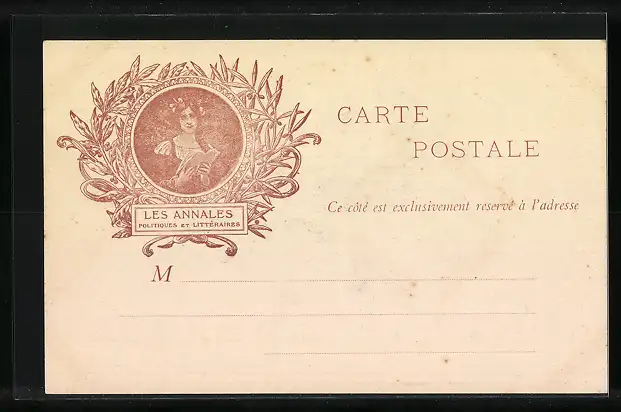 LES ANNALES
POLITIQUES ET LITTÉRAIRES
CARTE
POSTALE
Ce côté est exclusivement reservé à l'adresse
M